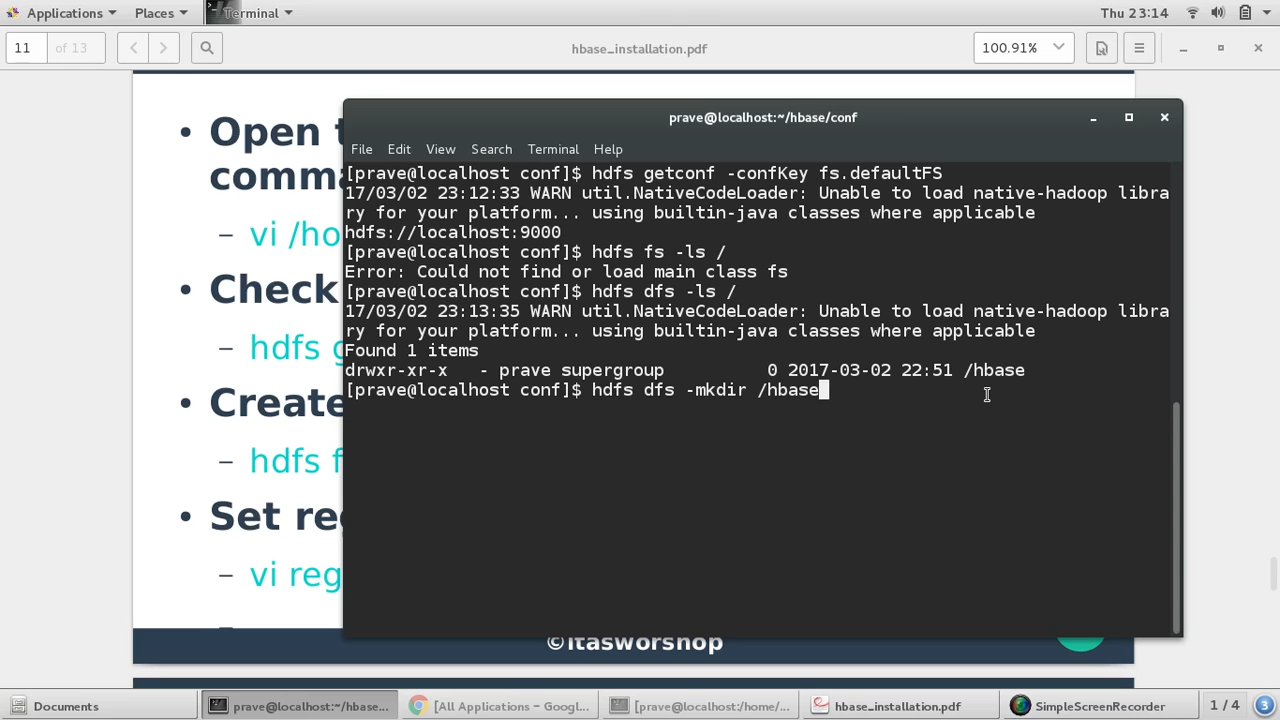 Applications
Places
Terminal
Thu 23:14
11
of 13
hbase_installation.pdf
100.91%
• Open
comma
– vi /ho
• Check
– hdfs g
• Create
– hdfs f
• Set re
– vi reg
©itasworshop
prave@localhost:~/hbase/conf
File Edit View Search Terminal Help
[prave@localhost conf]$ hdfs getconf -confKey fs.defaultFS
17/03/02 23:12:33 WARN util.NativeCodeLoader: Unable to load native-hadoop libra
ry for your platform... using builtin-java classes where applicable
hdfs://localhost:9000
[prave@localhost conf]$ hdfs fs -ls /
Error: Could not find or load main class fs
[prave@localhost conf]$ hdfs dfs -ls /
17/03/02 23:13:35 WARN util.NativeCodeLoader: Unable to load native-hadoop libra
ry for your platform... using builtin-java classes where applicable
Found 1 items
drwxr-xr-x   - prave supergroup          0 2017-03-02 22:51 /hbase
[prave@localhost conf]$ hdfs dfs -mkdir /hbase
Documents
prave@localhost:~/hbase...
[All Applications – Googl...
[prave@localhost:/home/...
hbase_installation.pdf
SimpleScreenRecorder
1 / 4
3